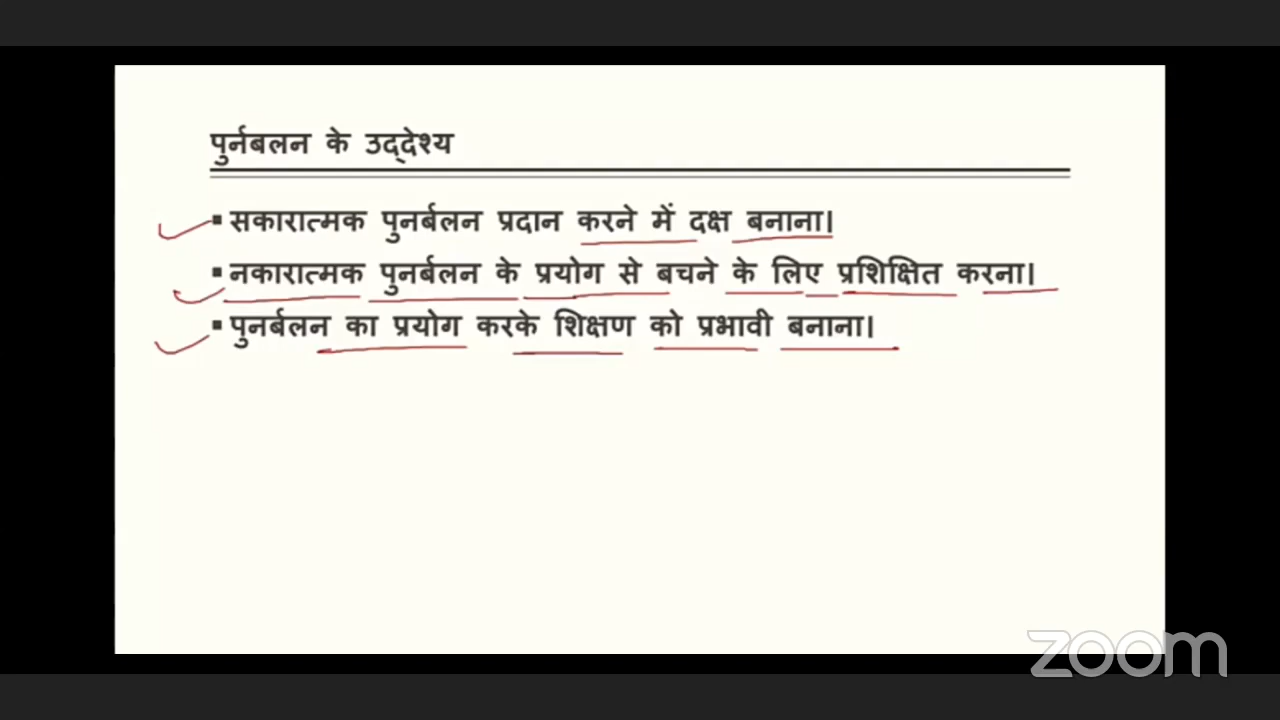 पुर्नबलन के उद्देश्य
▪ सकारात्मक पुनर्बलन प्रदान करने में दक्ष बनाना।
▪ नकारात्मक पुनर्बलन के प्रयोग से बचने के लिए प्रशिक्षित करना।
▪ पुनर्बलन का प्रयोग करके शिक्षण को प्रभावी बनाना।
zoom